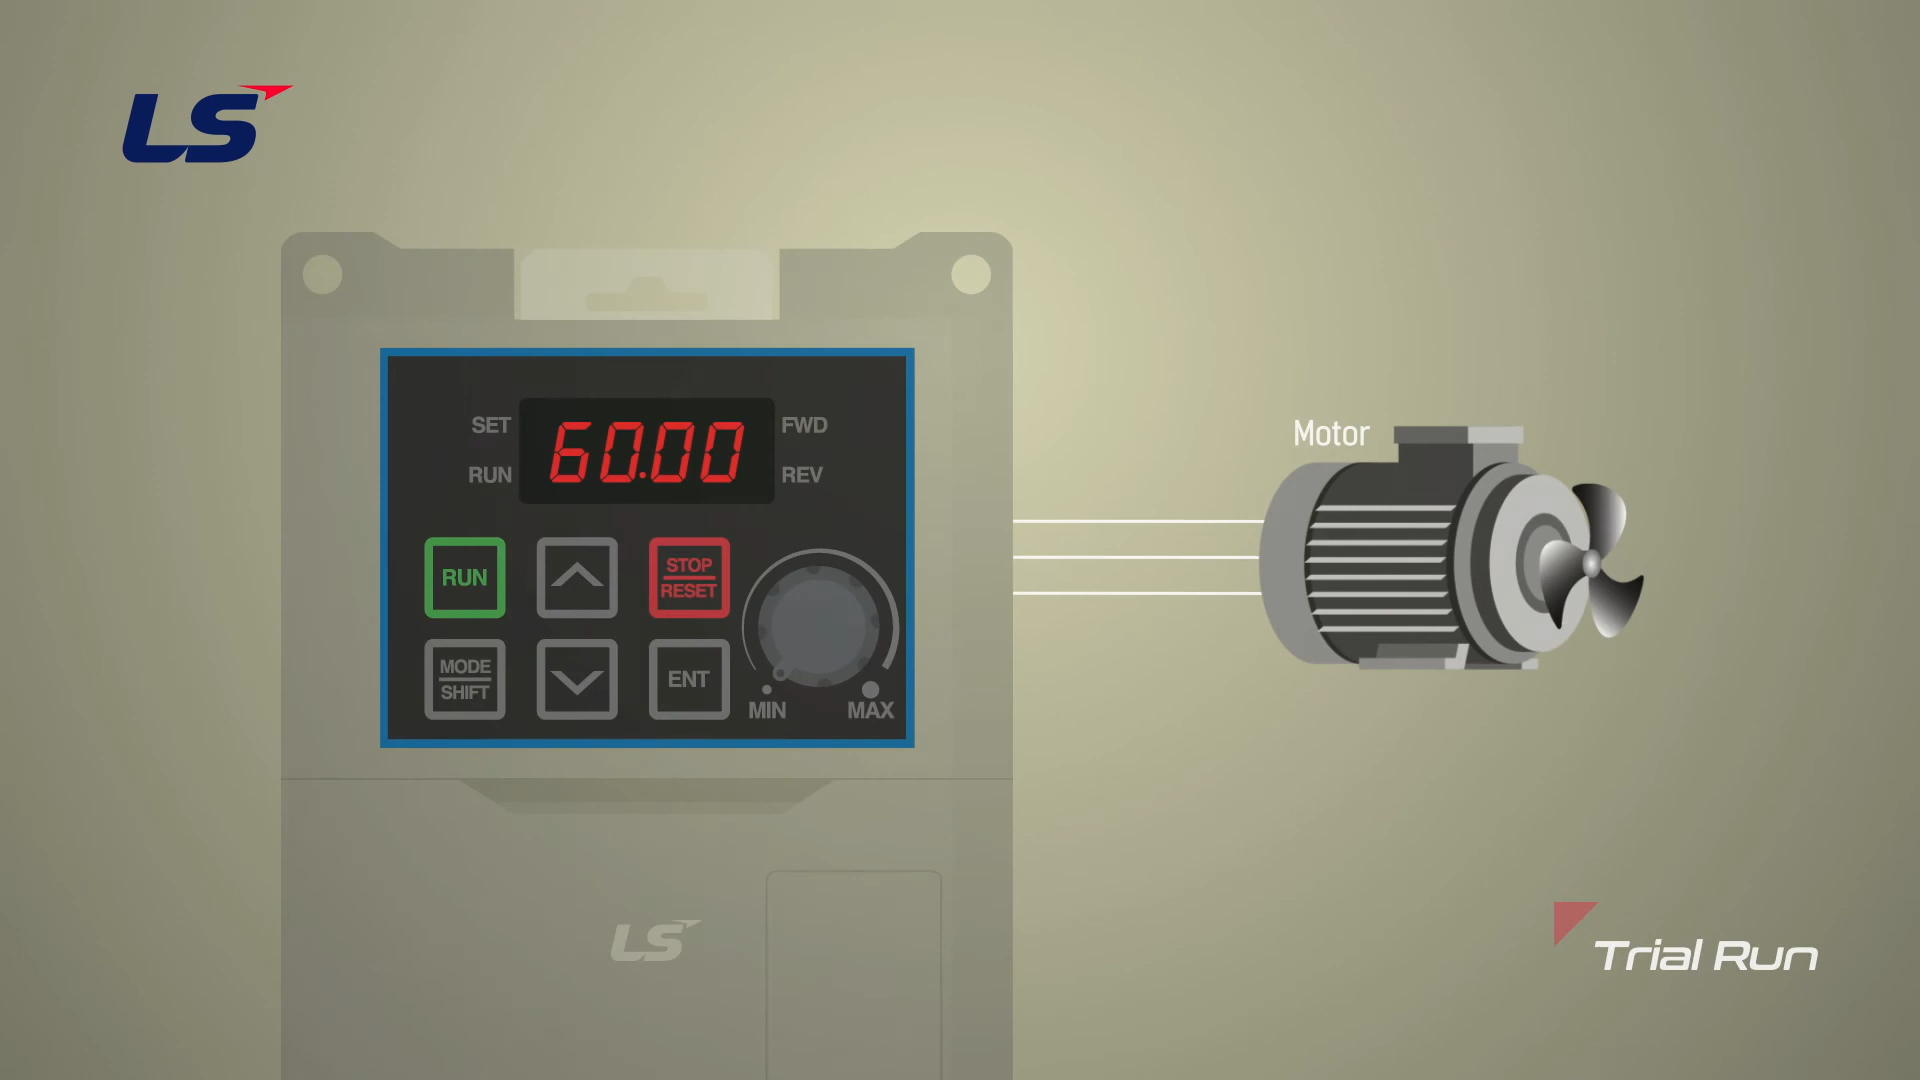 LS
SET
60.00
FWD
RUN
REV
RUN
STOP
RESET
MODE
SHIFT
ENT
MIN
MAX
Motor
LS
Trial Run